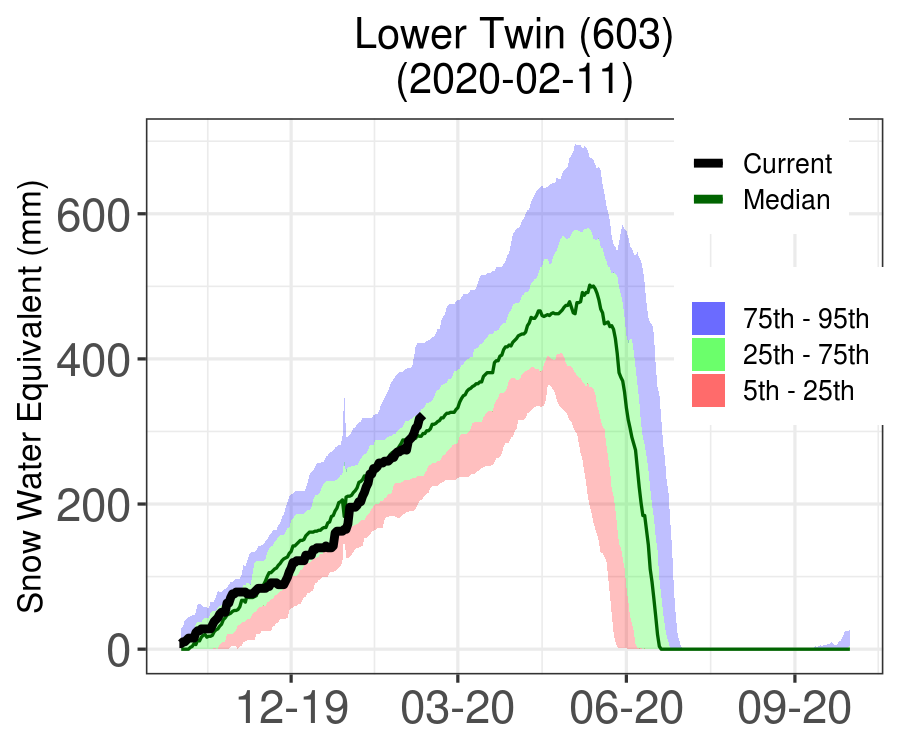 Lower Twin (603)
(2020-02-11)
Snow Water Equivalent (mm)
600
400
200
0
12-19
03-20
06-20
09-20
Current
Median
75th - 95th
25th - 75th
5th - 25th